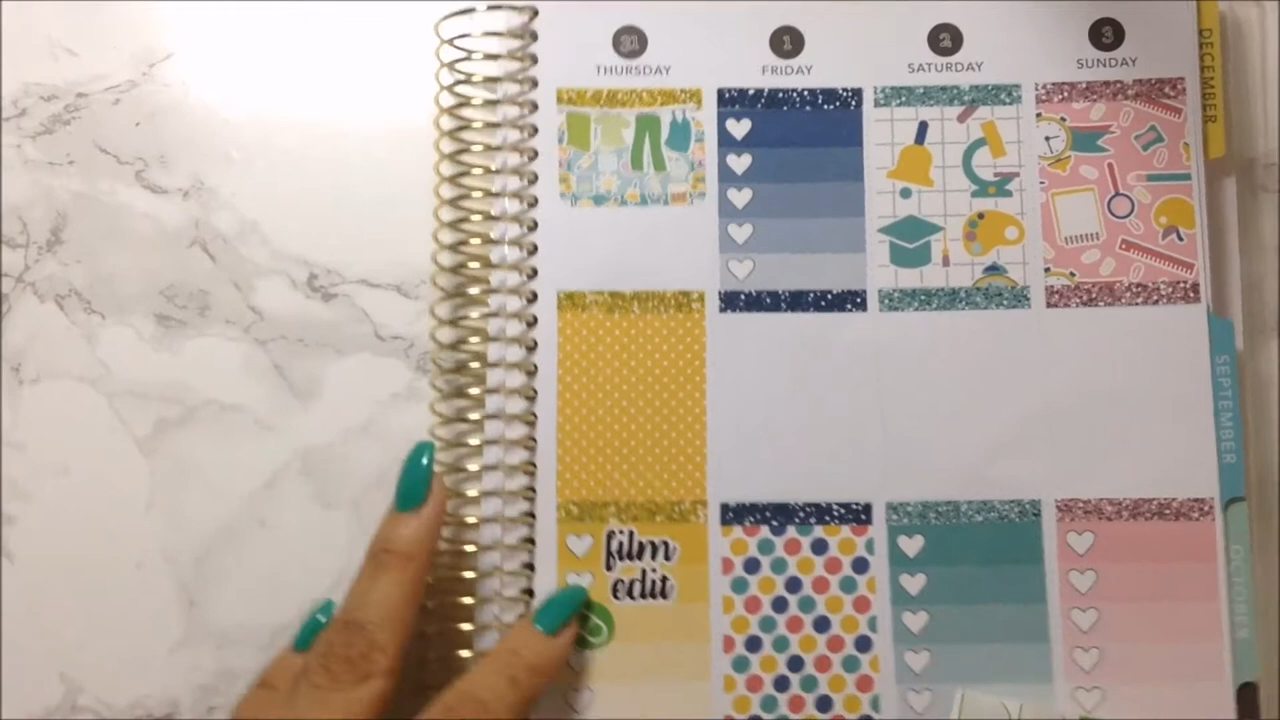 31 1 2 3
THURSDAY FRIDAY SATURDAY SUNDAY
DECEMBER
SEPTEMBER
film
edit
OCTOBER